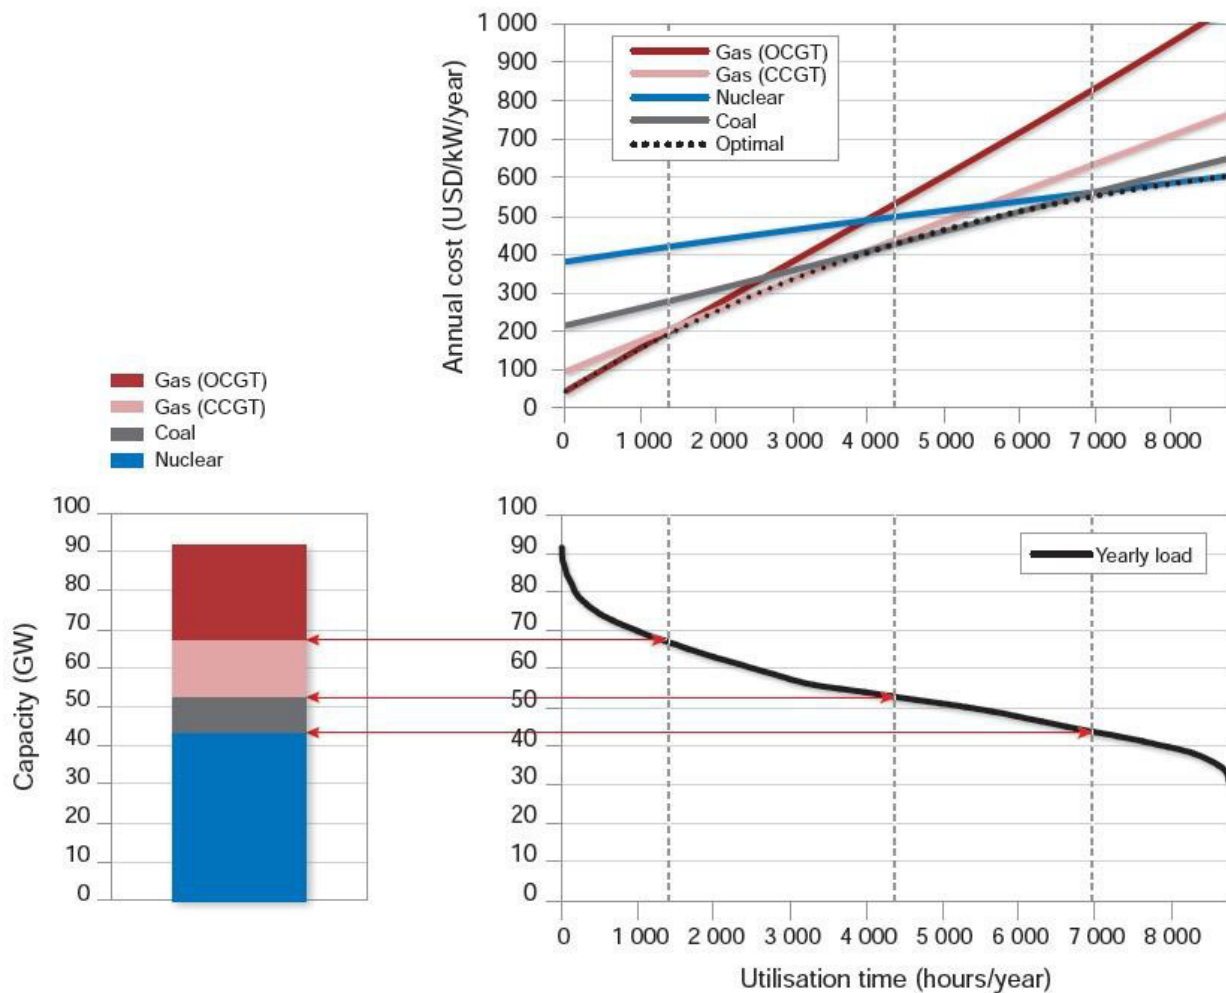 Annual cost (USD/kW/year)
1 000
900
800
700
600
500
400
300
200
100
0
Gas (OCGT)
Gas (CCGT)
Nuclear
Coal
Optimal
0 1 000 2 000 3 000 4 000 5 000 6 000 7 000 8 000
Gas (OCGT)
Gas (CCGT)
Coal
Nuclear
Capacity (GW)
100
90
80
70
60
50
40
30
20
10
0
100
90
80
70
60
50
40
30
20
10
0
Yearly load
0 1 000 2 000 3 000 4 000 5 000 6 000 7 000 8 000
Utilisation time (hours/year)